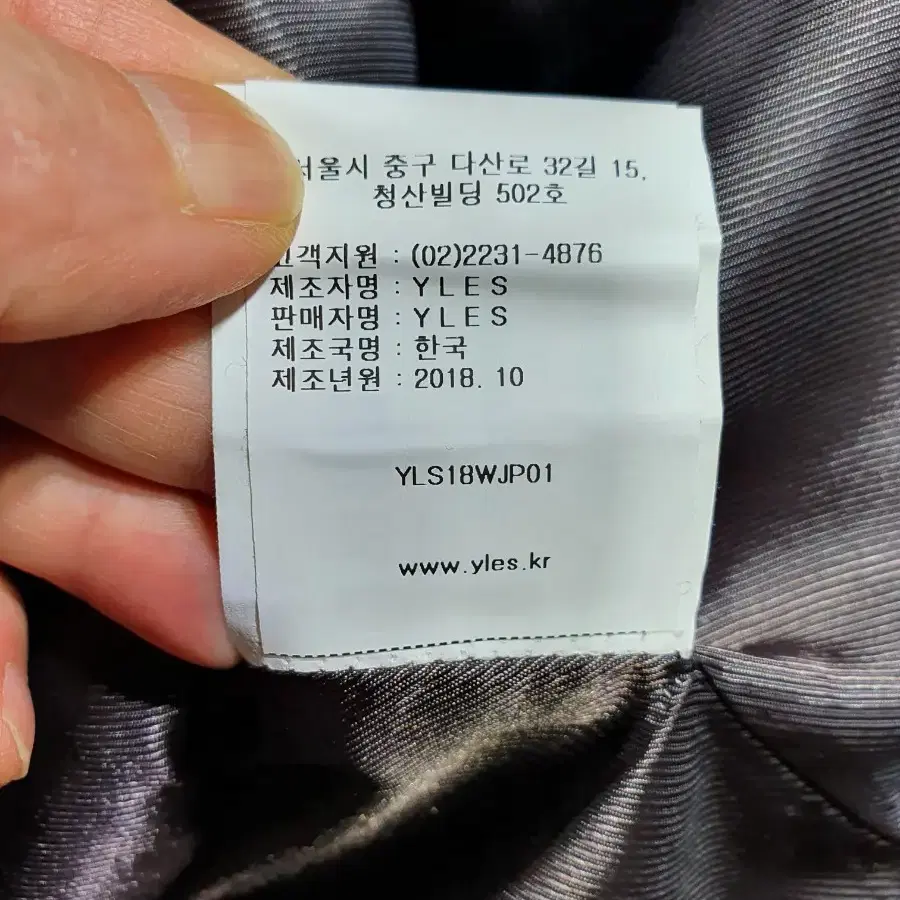 서울시 중구 다산로 32길 15,
청산빌딩 502호
고객지원 : (02)2231-4876
제조자명 : YLES
판매자명 : YLES
제조국명 : 한국
제조년원 : 2018. 10
YLS18WJP01
www.yles.kr